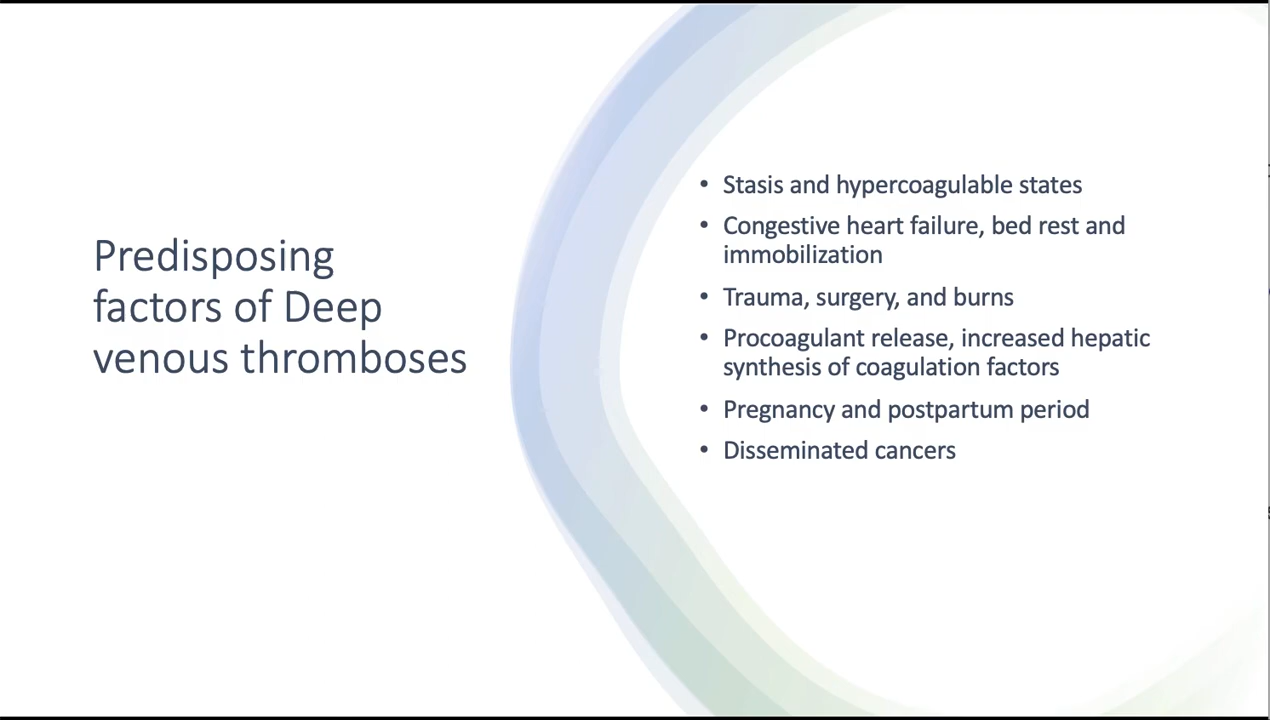 Predisposing
factors of Deep
venous thromboses
• Stasis and hypercoagulable states
• Congestive heart failure, bed rest and
immobilization
• Trauma, surgery, and burns
• Procoagulant release, increased hepatic
synthesis of coagulation factors
• Pregnancy and postpartum period
• Disseminated cancers